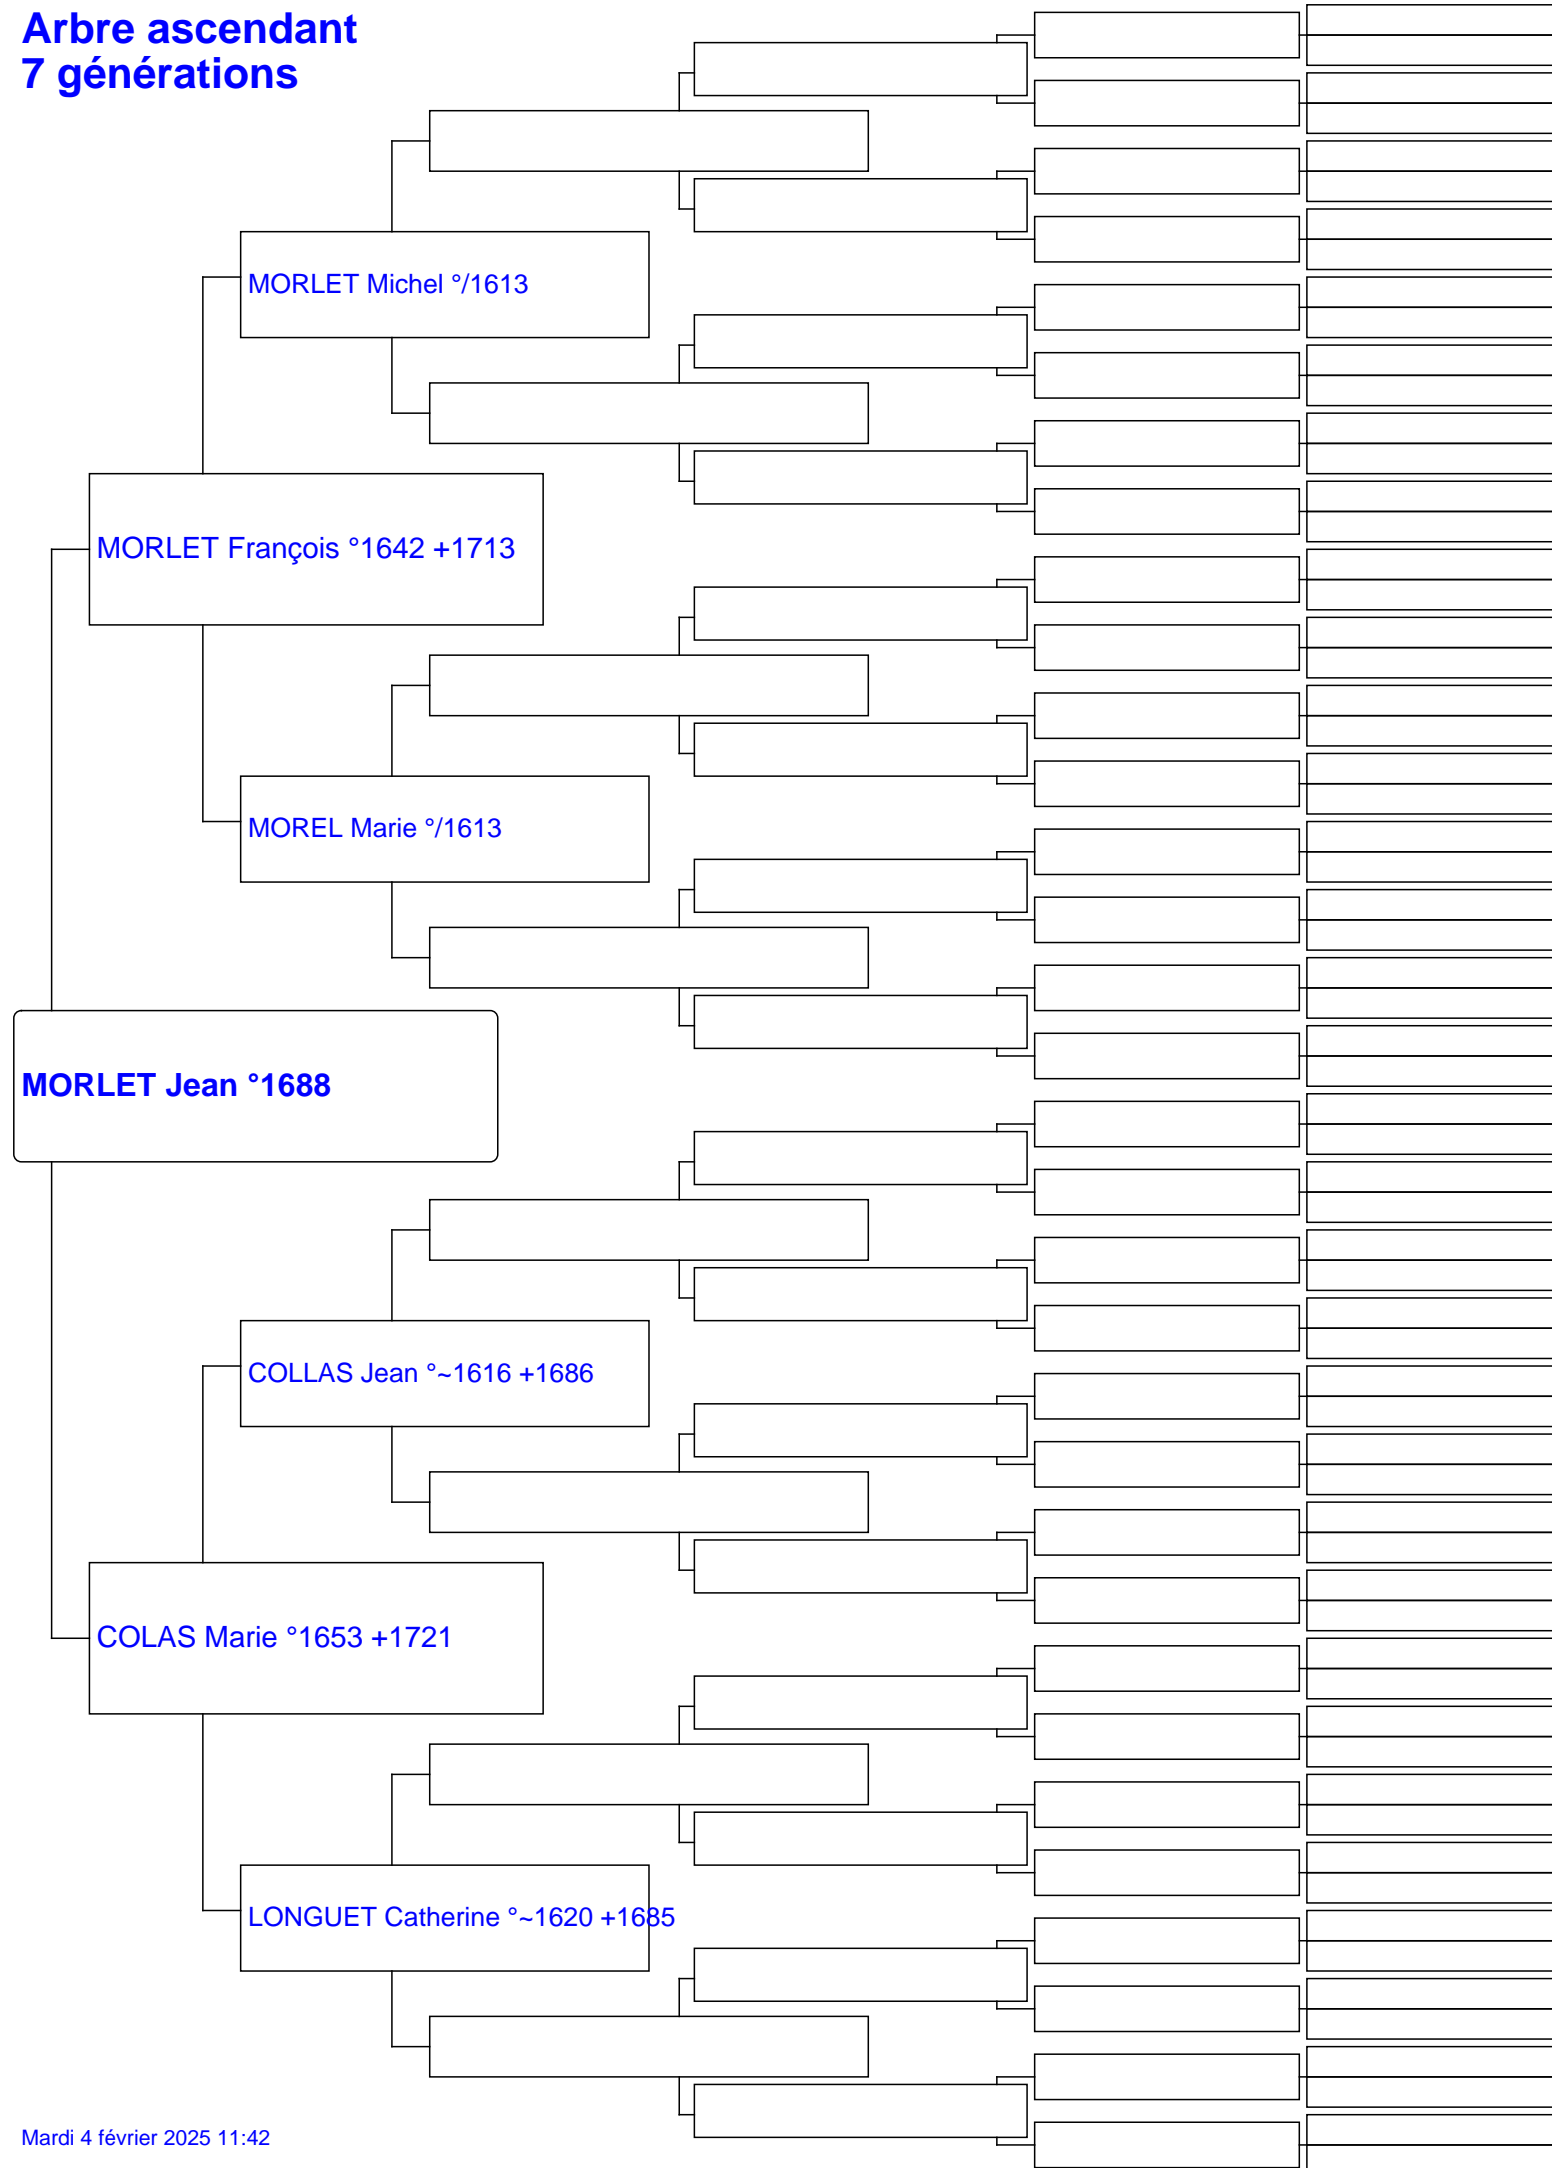 Arbre ascendant
7 générations
MORLET Michel °/1613
MORLET François °1642 +1713
MOREL Marie °/1613
MORLET Jean °1688
COLLAS Jean °~1616 +1686
COLAS Marie °1653 +1721
LONGUET Catherine °~1620 +1685
Mardi 4 février 2025 11:42